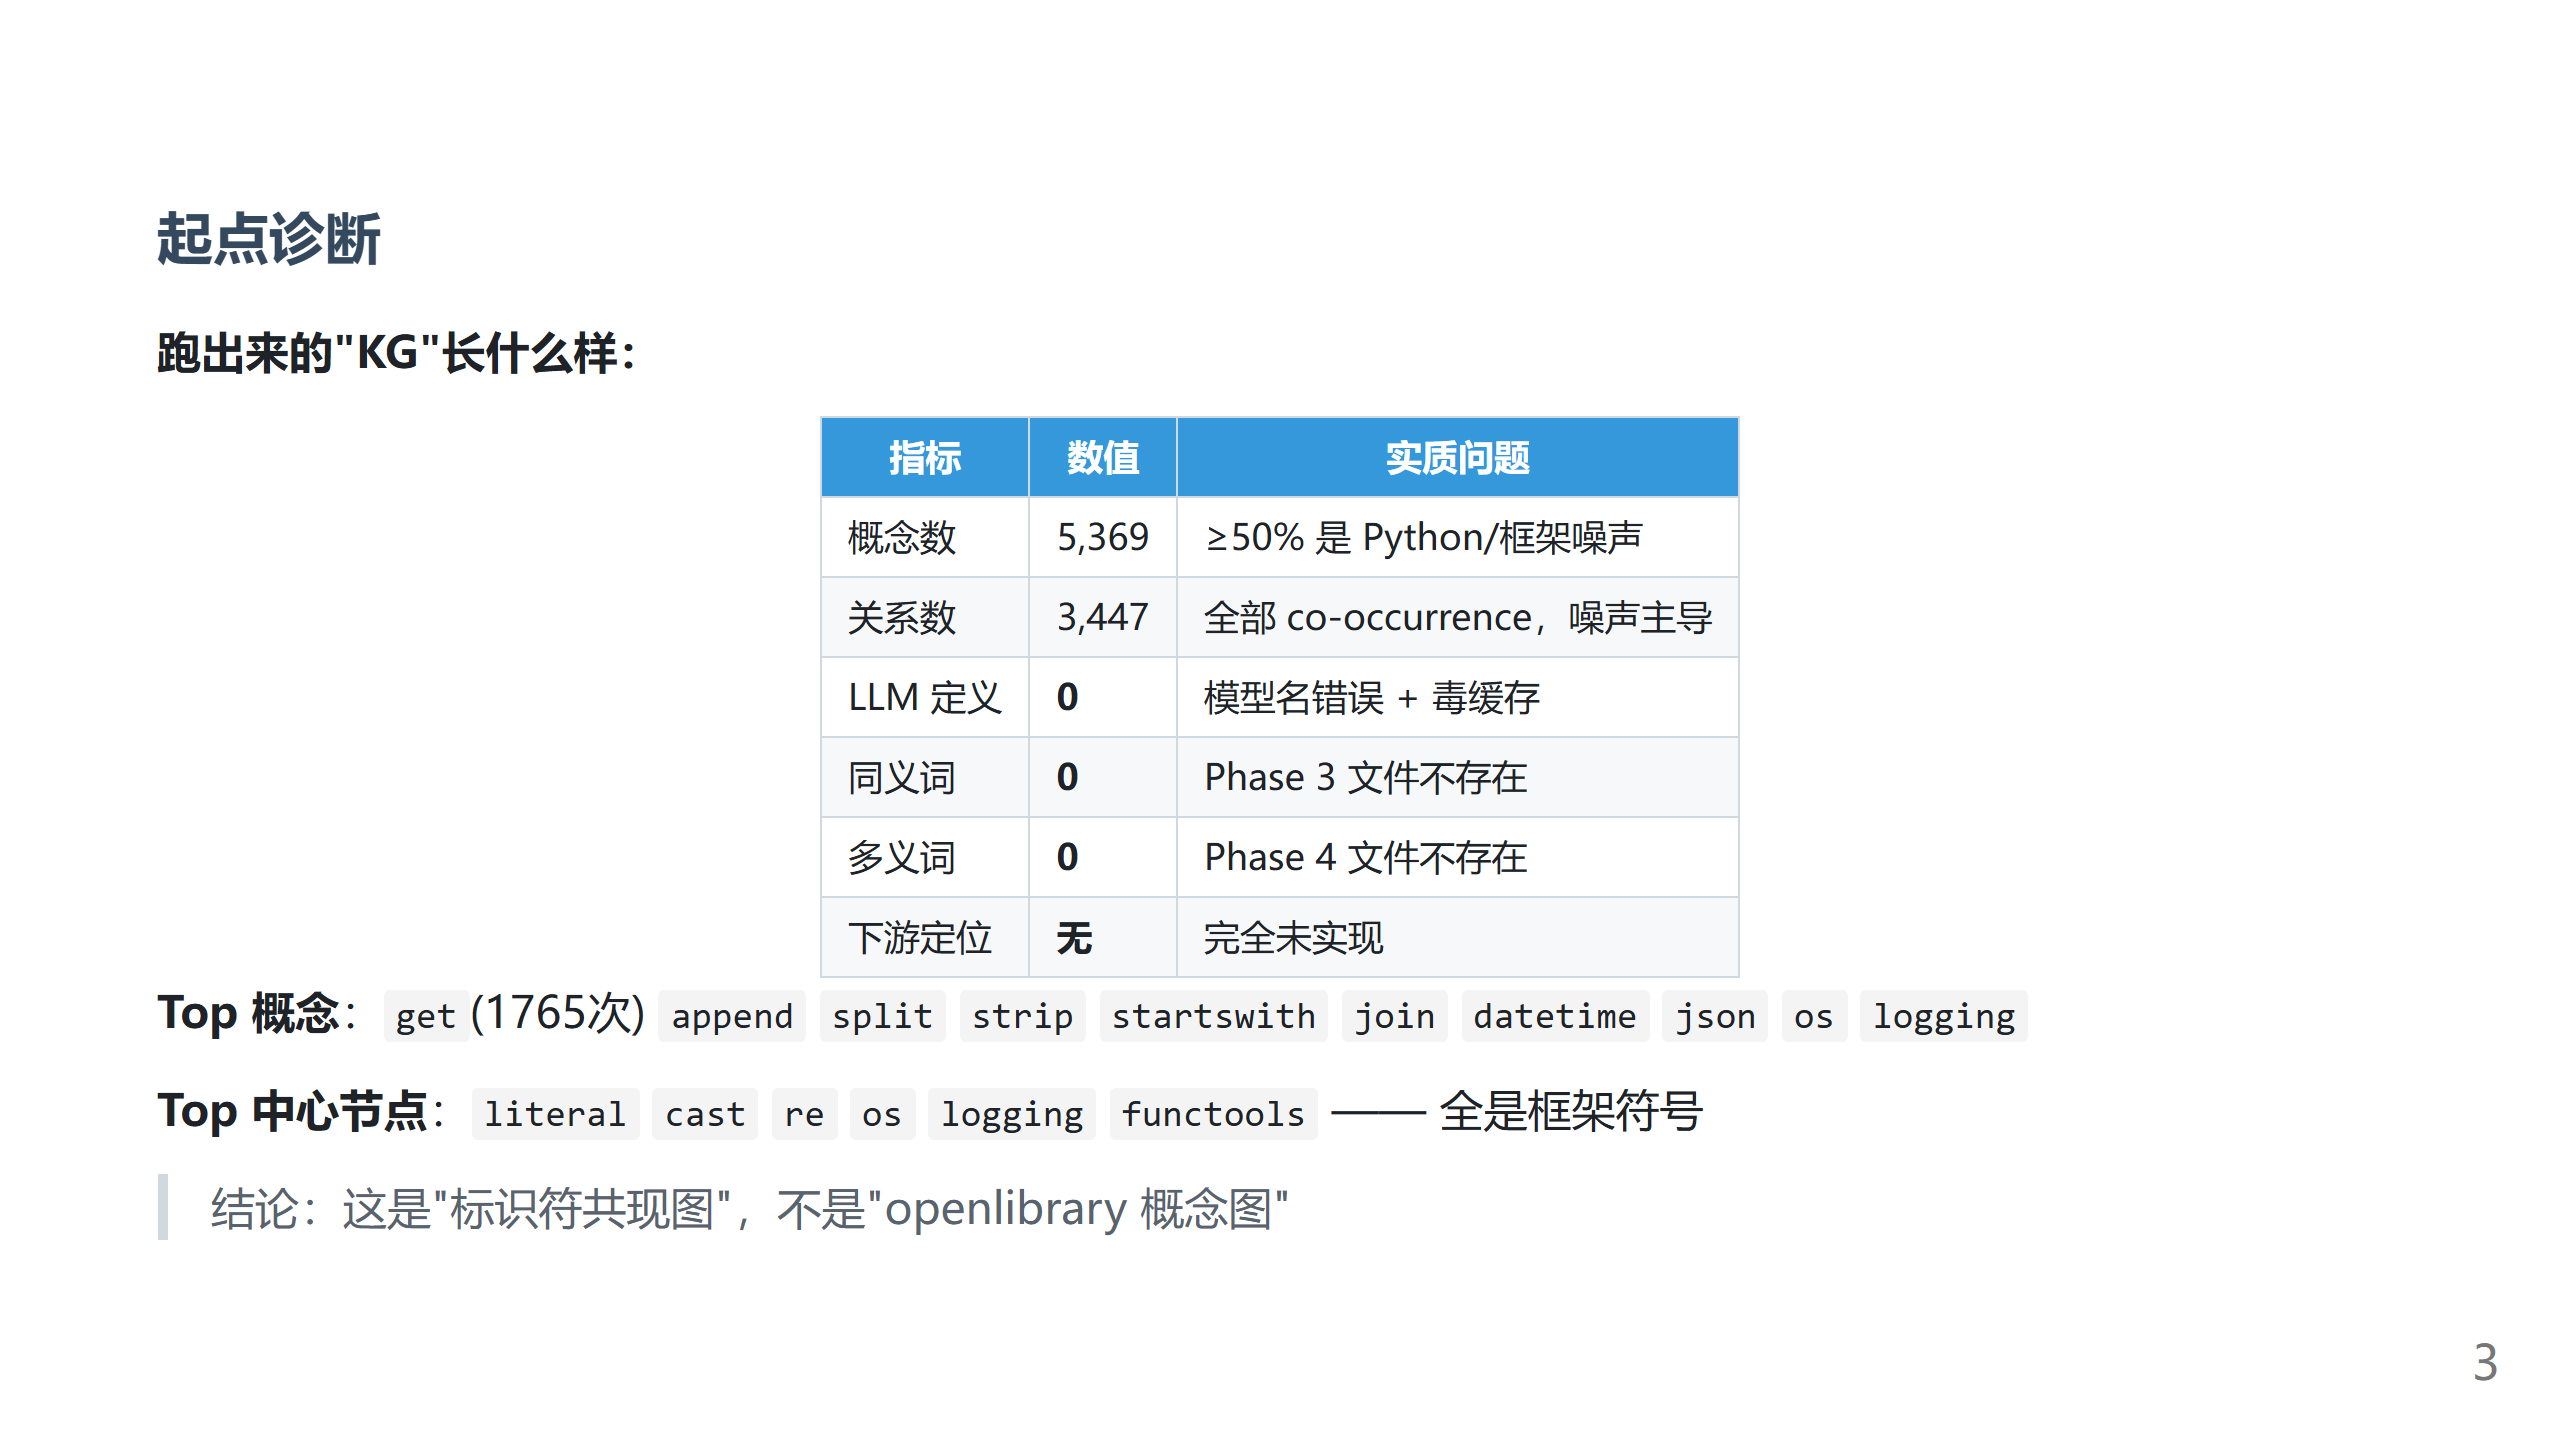 起点诊断
跑出来的"KG"长什么样：
指标 数值 实质问题
概念数 5,369 ≥50% 是 Python/框架噪声
关系数 3,447 全部 co-occurrence，噪声主导
LLM 定义 0 模型名错误 + 毒缓存
同义词 0 Phase 3 文件不存在
多义词 0 Phase 4 文件不存在
下游定位 无 完全未实现
Top 概念： get(1765次) append split strip startswith join datetime json os logging
Top 中心节点： literal cast re os logging functools —— 全是框架符号
结论：这是"标识符共现图"，不是"openlibrary 概念图"
3